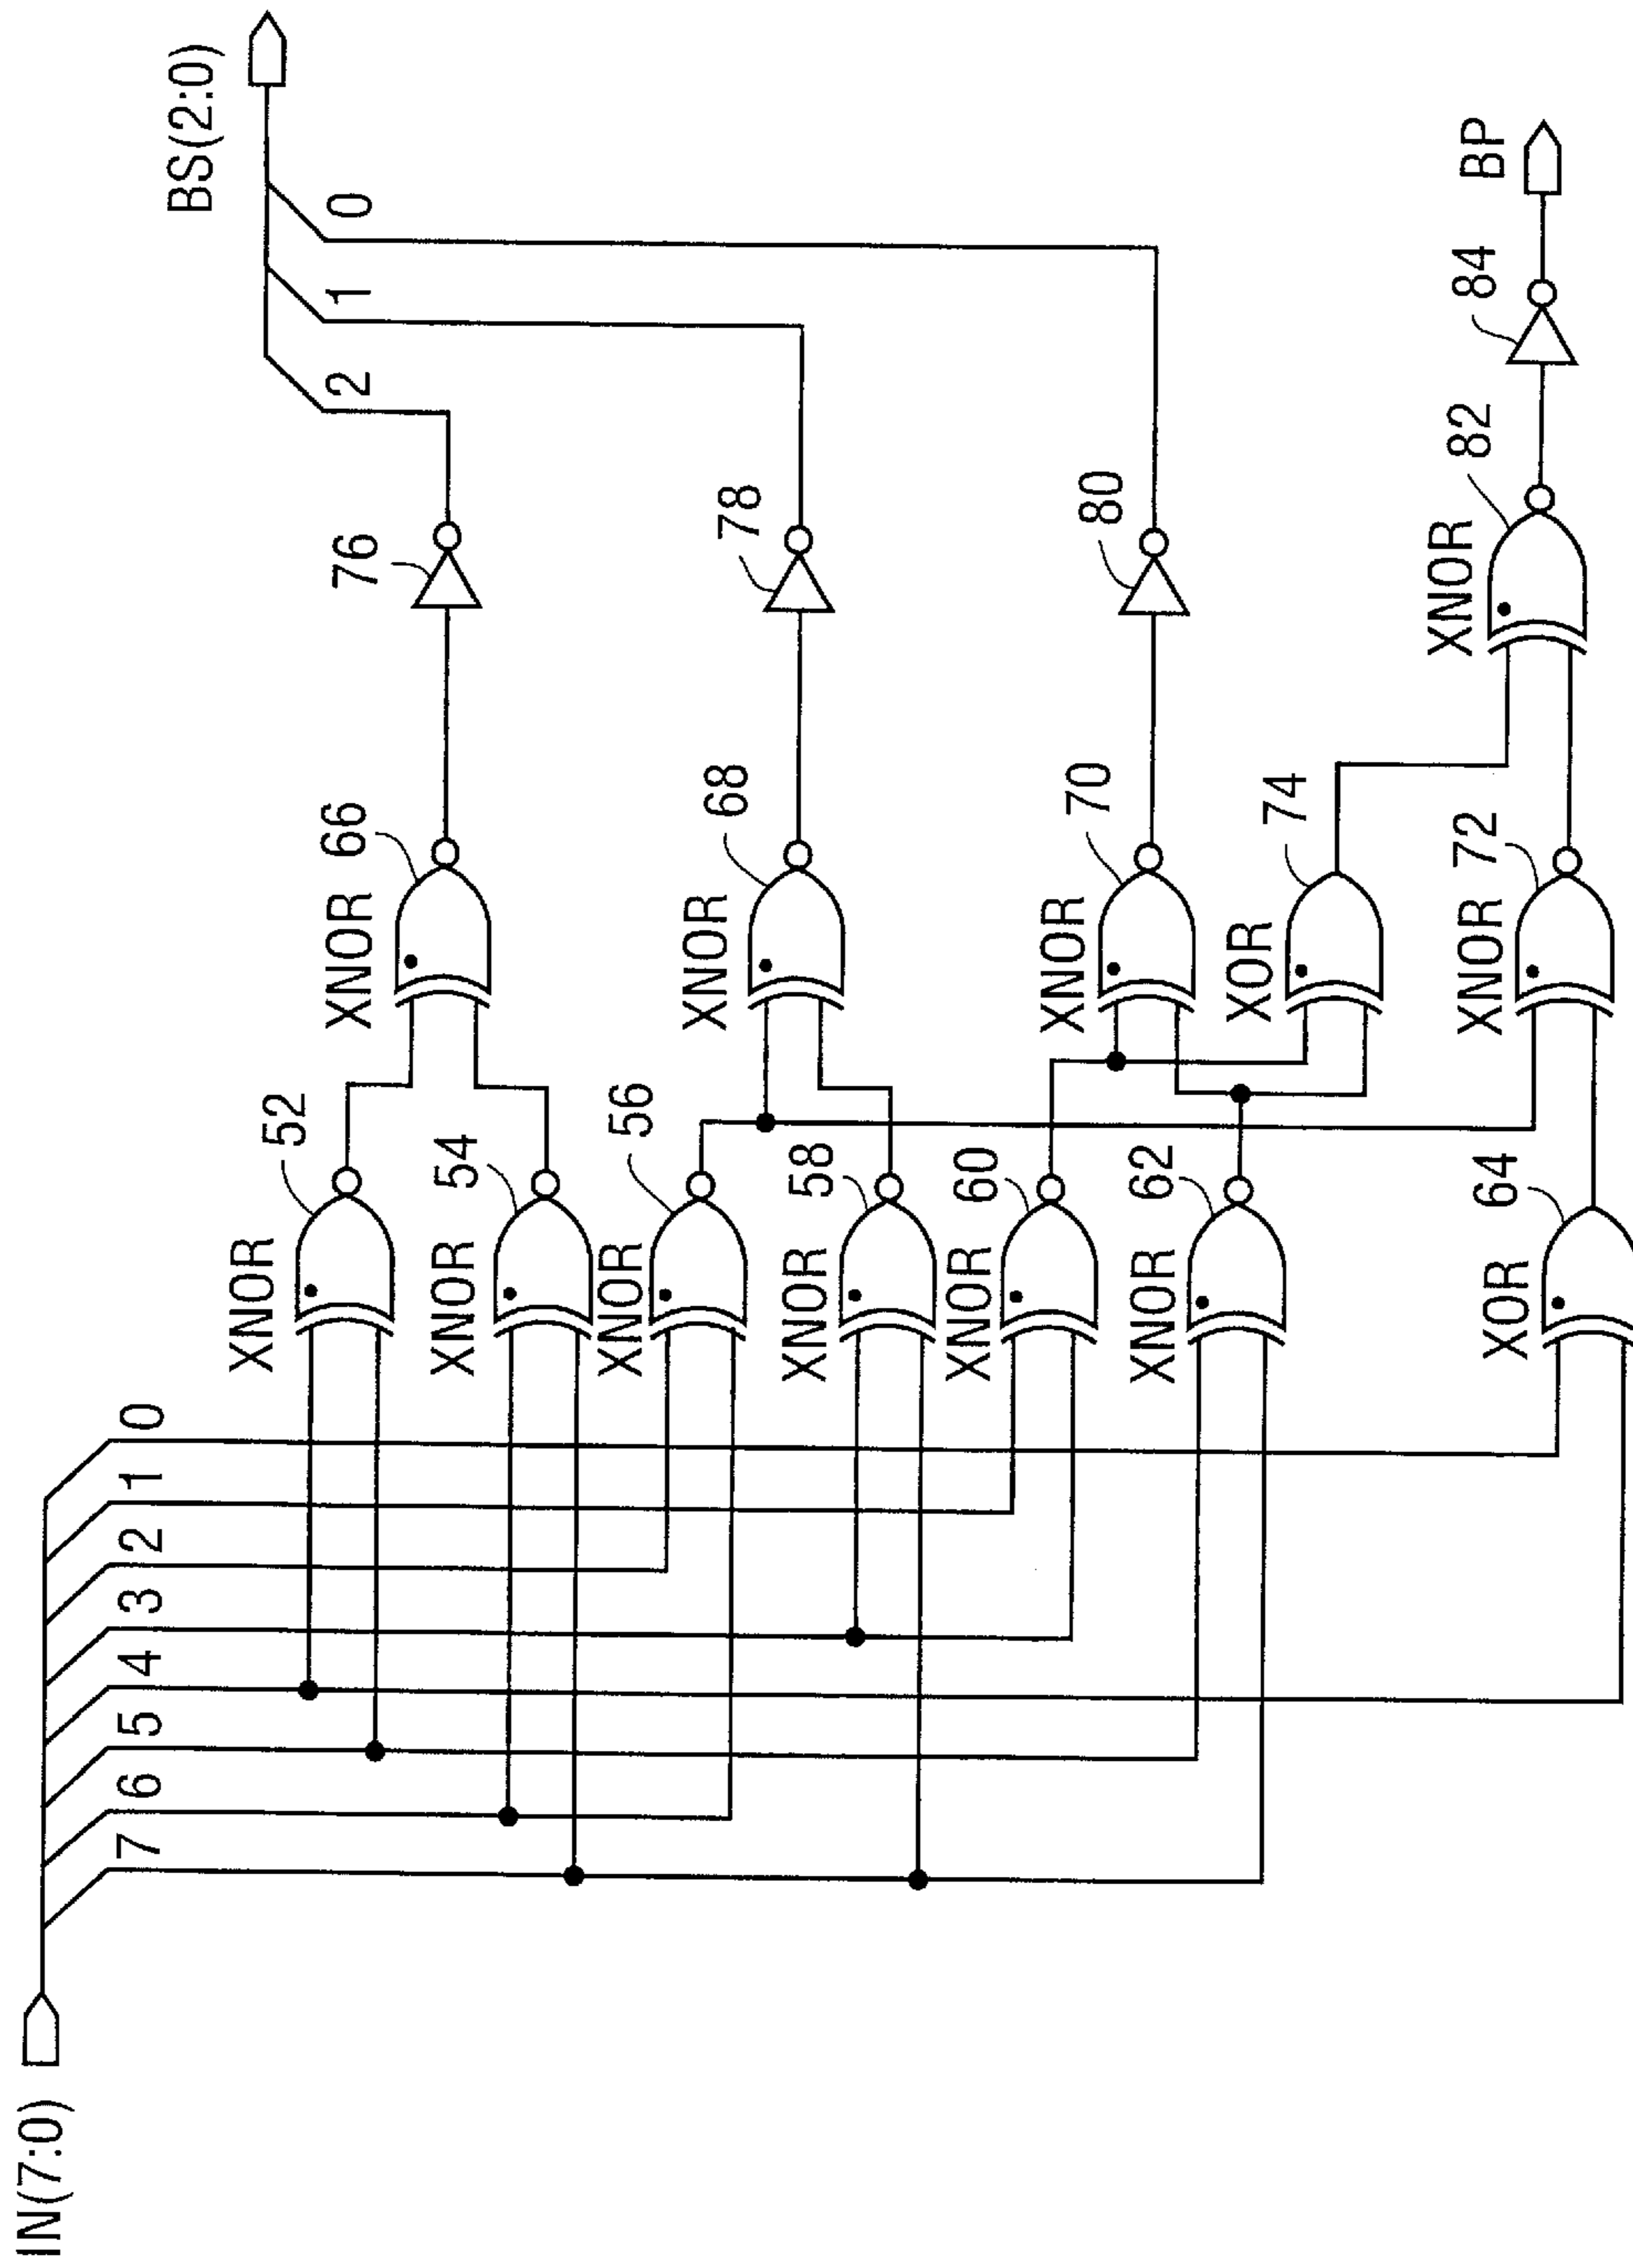 IN(7:0)
7
6
5
4
3
2
1
0
XNOR 52
XNOR 54
XNOR 56
XNOR 58
XNOR 60
XNOR 62
XOR 64
XNOR 66
XNOR 68
XNOR 70
XOR 74
XNOR 72
76
78
80
XNOR 82
84
2
1
0
BS(2:0)
BP